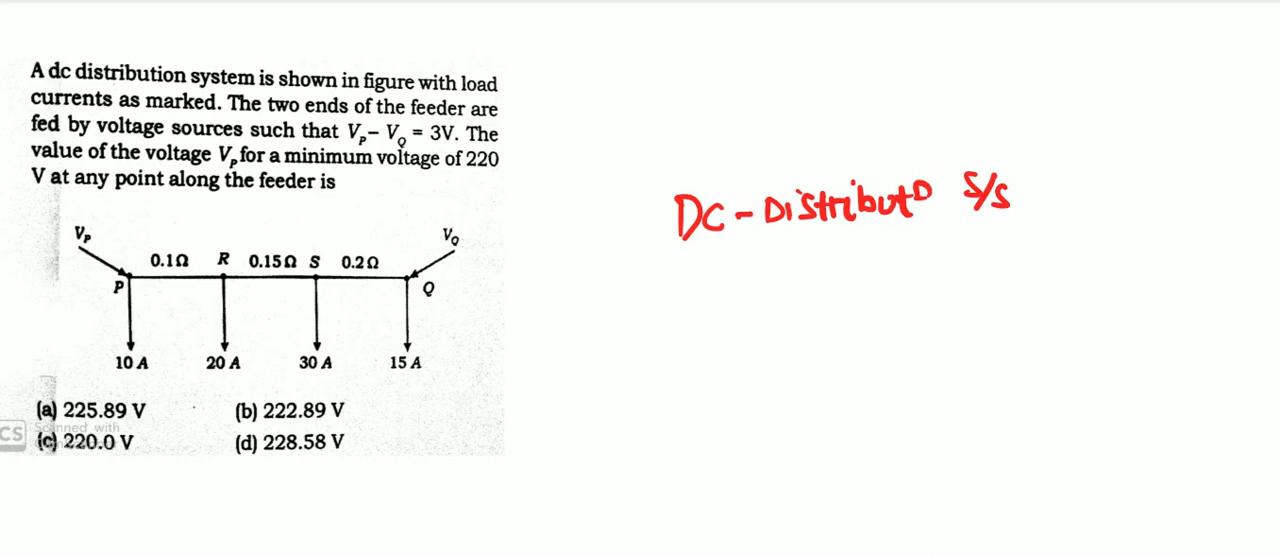 A dc distribution system is shown in figure with load
currents as marked. The two ends of the feeder are
fed by voltage sources such that V_P – V_Q = 3V. The
value of the voltage V_P for a minimum voltage of 220
V at any point along the feeder is
DC - Distributⁿ S/S
V_P V_Q
0.1Ω R 0.15Ω S 0.2Ω
P Q
10 A 20 A 30 A 15 A
(a) 225.89 V (b) 222.89 V
CS Scanned with
(c) 220.0 V (d) 228.58 V